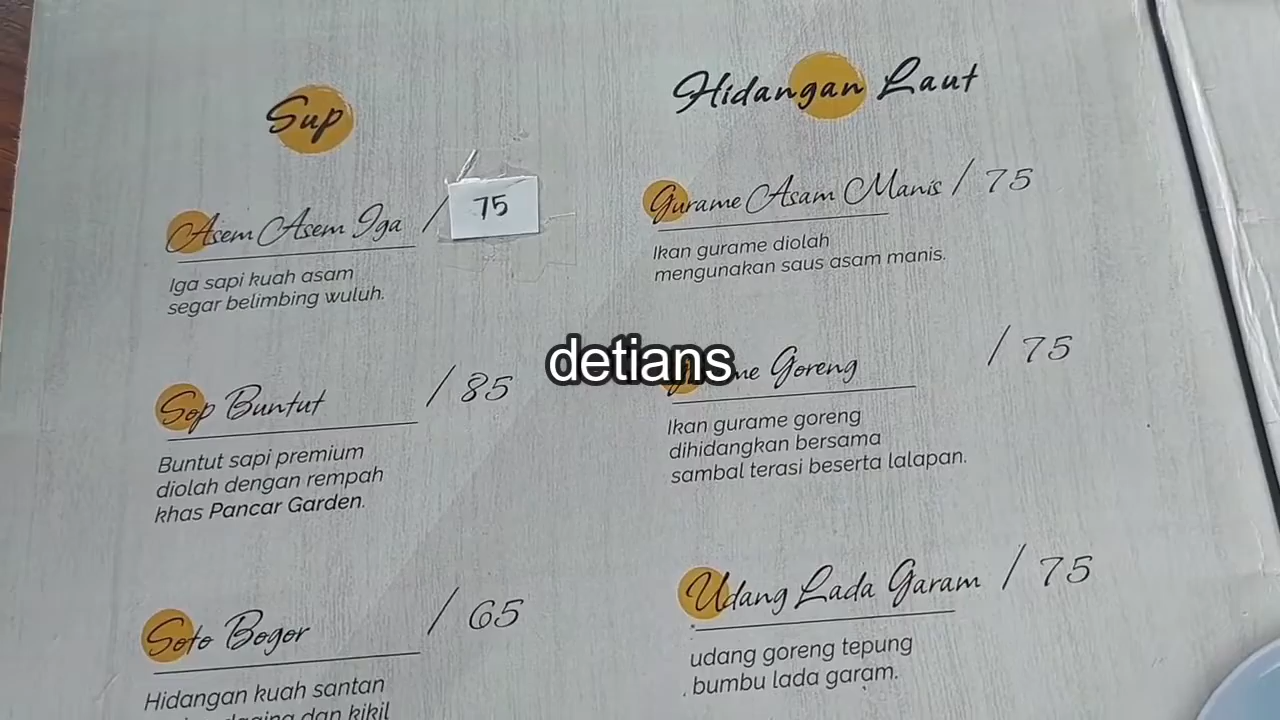 Sup
Asem Asem Iga / 75
Iga sapi kuah asam
segar belimbing wuluh.
Sop Buntut / 85
Buntut sapi premium
diolah dengan rempah
khas Pancar Garden.
Soto Bogor / 65
Hidangan kuah santan
dan kikil
Hidangan Laut
Gurame Asam Manis / 75
Ikan gurame diolah
mengunakan saus asam manis.
detians
Goreng / 75
Ikan gurame goreng
dihidangkan bersama
sambal terasi beserta lalapan.
Udang Lada Garam / 75
udang goreng tepung
bumbu lada garam.